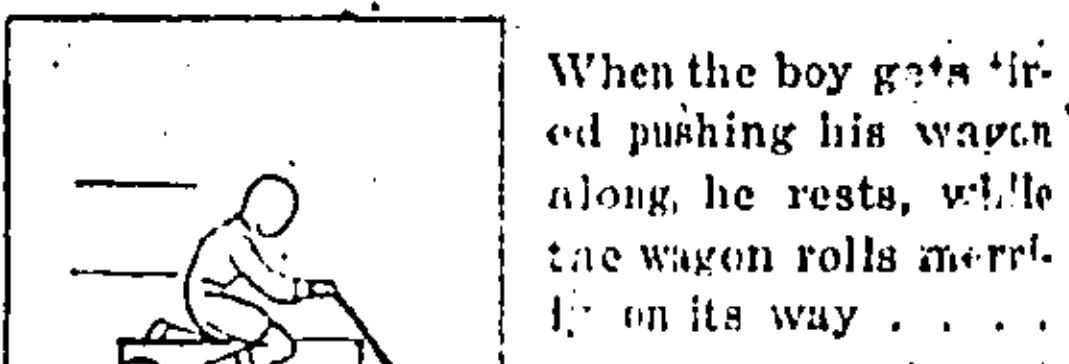 When the boy gets tir-
ed pushing his wagon
along, he rests, while
the wagon rolls merri-
ly on its way . . . .